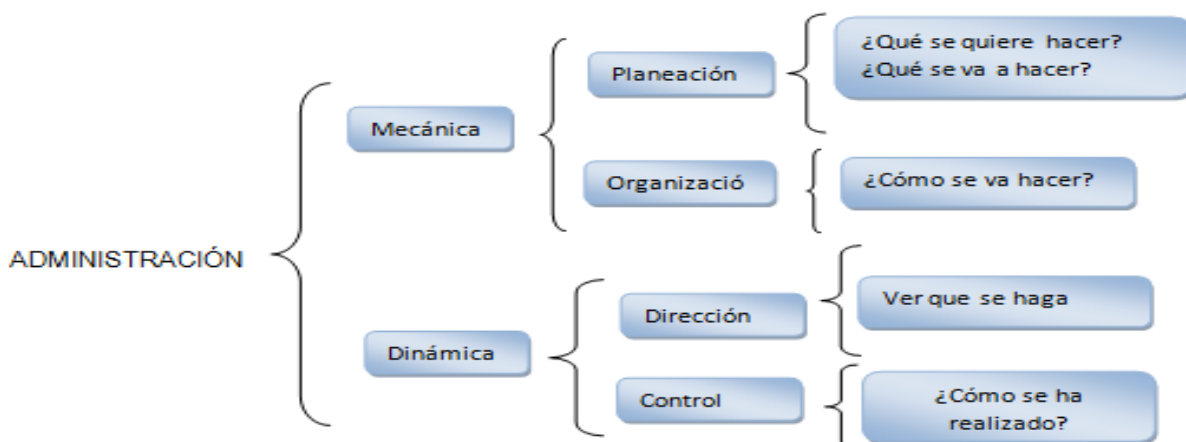 ADMINISTRACIÓN
Mecánica
Planeación
¿Qué se quiere hacer?
¿Qué se va a hacer?
Organizació
¿Cómo se va hacer?
Dinámica
Dirección
Ver que se haga
Control
¿Cómo se ha
realizado?